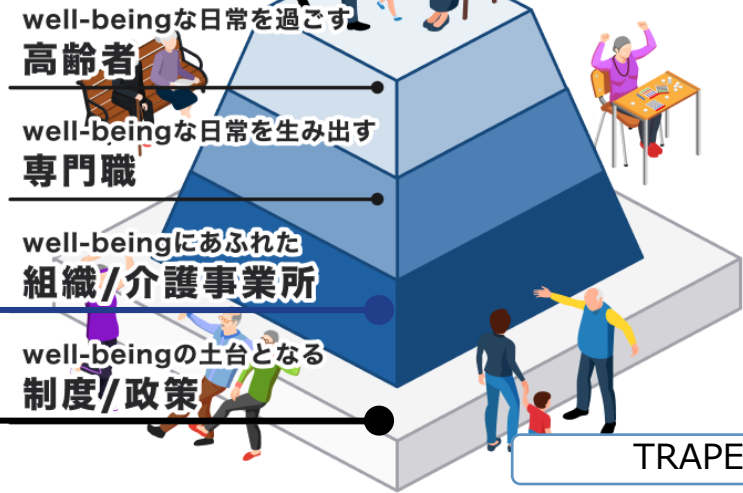 well-beingな日常を過ごす
高齢者
well-beingな日常を生み出す
専門職
well-beingにあふれた
組織/介護事業所
well-beingの土台となる
制度/政策
TRAPE